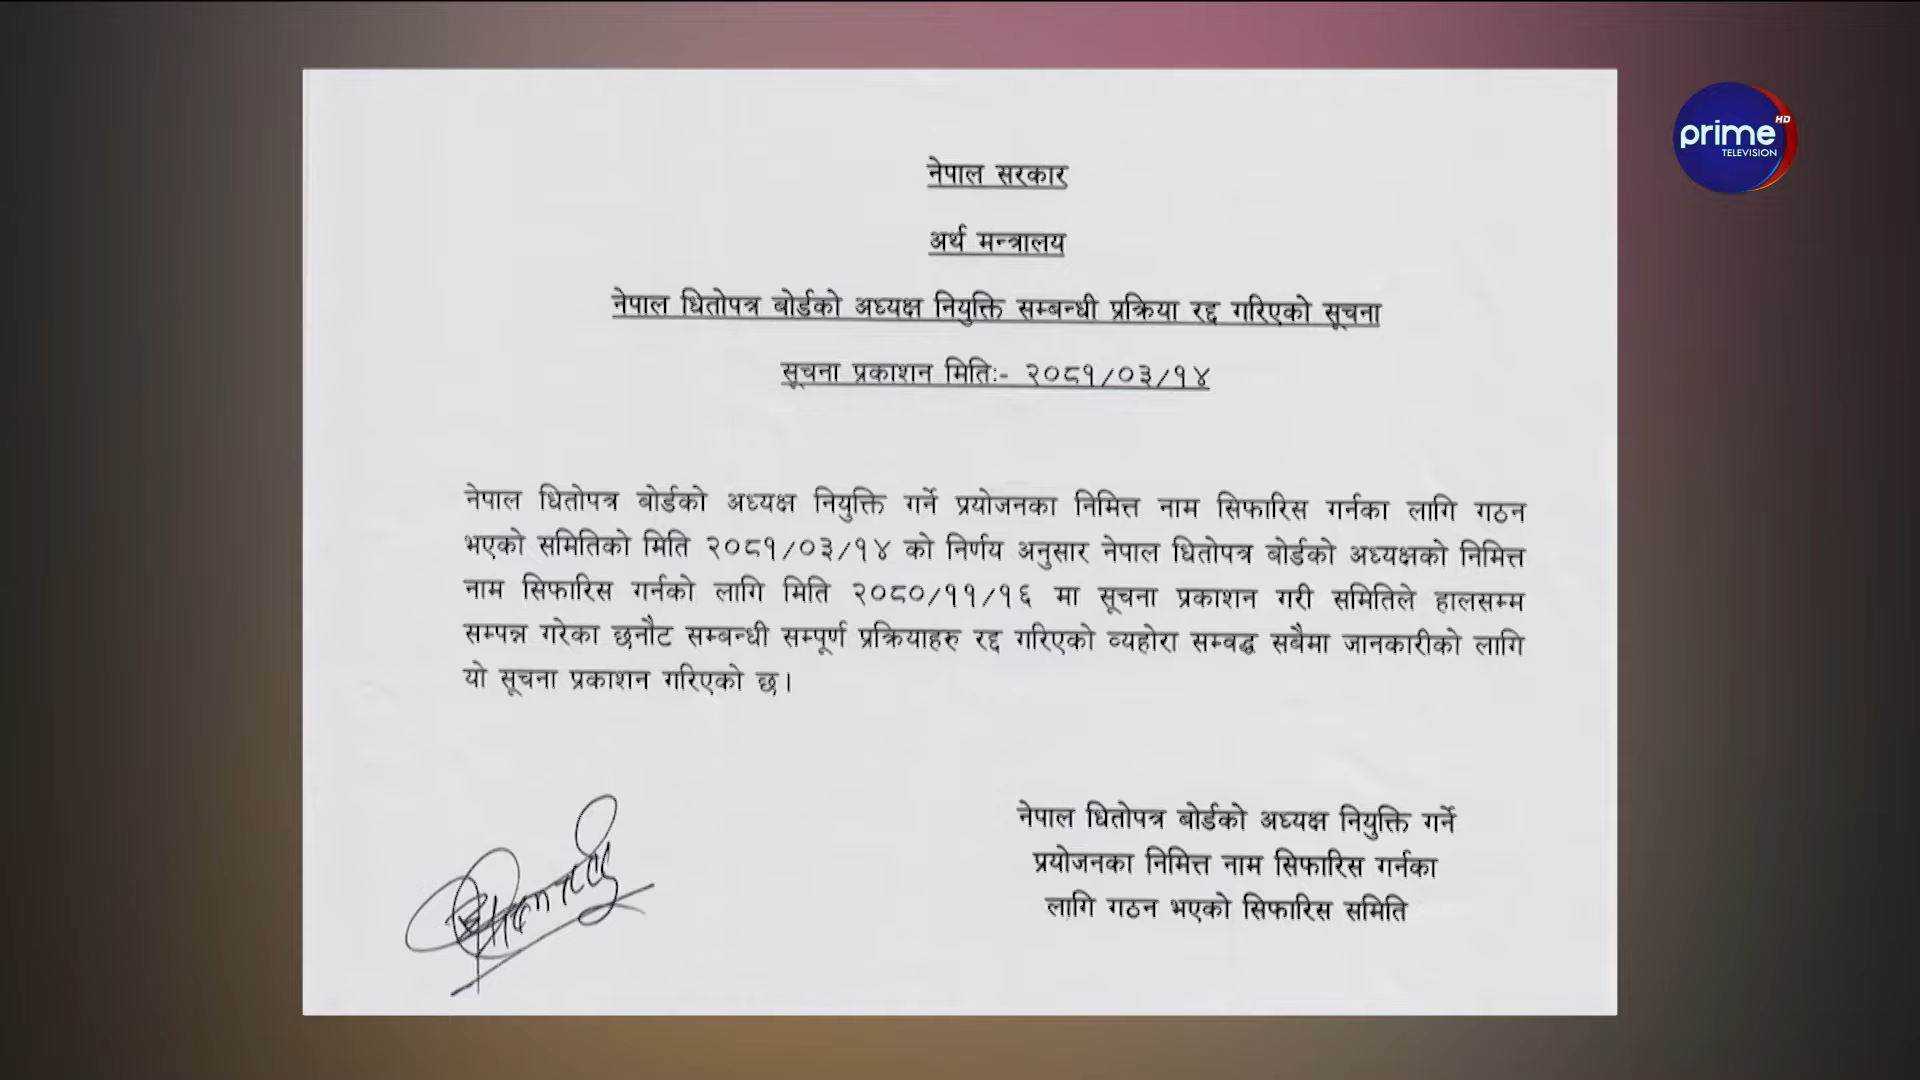 prime HD
TELEVISION
नेपाल सरकार
अर्थ मन्त्रालय
नेपाल धितोपत्र बोर्डको अध्यक्ष नियुक्ति सम्बन्धी प्रक्रिया रद्द गरिएको सूचना
सूचना प्रकाशन मितिः- २०८१/०३/१४
नेपाल धितोपत्र बोर्डको अध्यक्ष नियुक्ति गर्ने प्रयोजनका निमित्त नाम सिफारिस गर्नका लागि गठन
भएको समितिको मिति २०८१/०३/१४ को निर्णय अनुसार नेपाल धितोपत्र बोर्डको अध्यक्षको निमित्त
नाम सिफारिस गर्नको लागि मिति २०८०/११/१६ मा सूचना प्रकाशन गरी समितिले हालसम्म
सम्पन्न गरेका छनौट सम्बन्धी सम्पूर्ण प्रक्रियाहरु रद्द गरिएको व्यहोरा सम्बद्ध सबैमा जानकारीको लागि
यो सूचना प्रकाशन गरिएको छ।
नेपाल धितोपत्र बोर्डको अध्यक्ष नियुक्ति गर्ने
प्रयोजनका निमित्त नाम सिफारिस गर्नका
लागि गठन भएको सिफारिस समिति